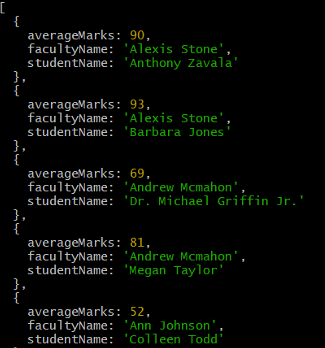 [
  {
    averageMarks: 90,
    facultyName: 'Alexis Stone',
    studentName: 'Anthony Zavala'
  },
  {
    averageMarks: 93,
    facultyName: 'Alexis Stone',
    studentName: 'Barbara Jones'
  },
  {
    averageMarks: 69,
    facultyName: 'Andrew Mcmahon',
    studentName: 'Dr. Michael Griffin Jr.'
  },
  {
    averageMarks: 81,
    facultyName: 'Andrew Mcmahon',
    studentName: 'Megan Taylor'
  },
  {
    averageMarks: 52,
    facultyName: 'Ann Johnson',
    studentName: 'Colleen Todd'